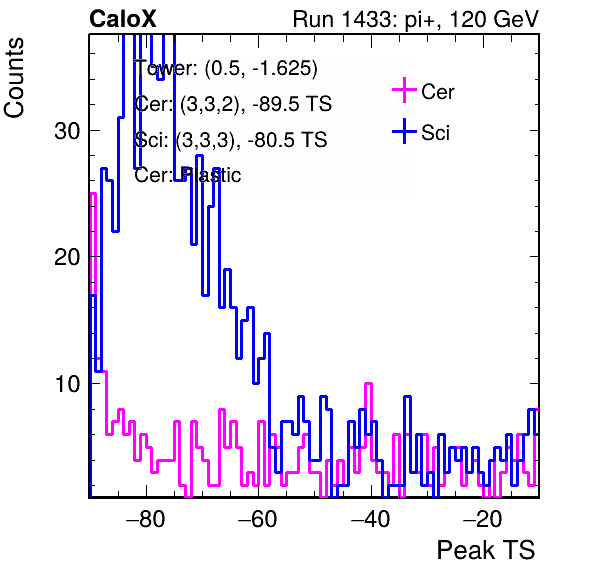 CaloX Run 1433: pi+, 120 GeV
Counts
Tower: (0.5, -1.625)
Cer: (3,3,2), -89.5 TS
Sci: (3,3,3), -80.5 TS
Cer: Plastic
Cer
Sci
30
20
10
−80 −60 −40 −20
Peak TS